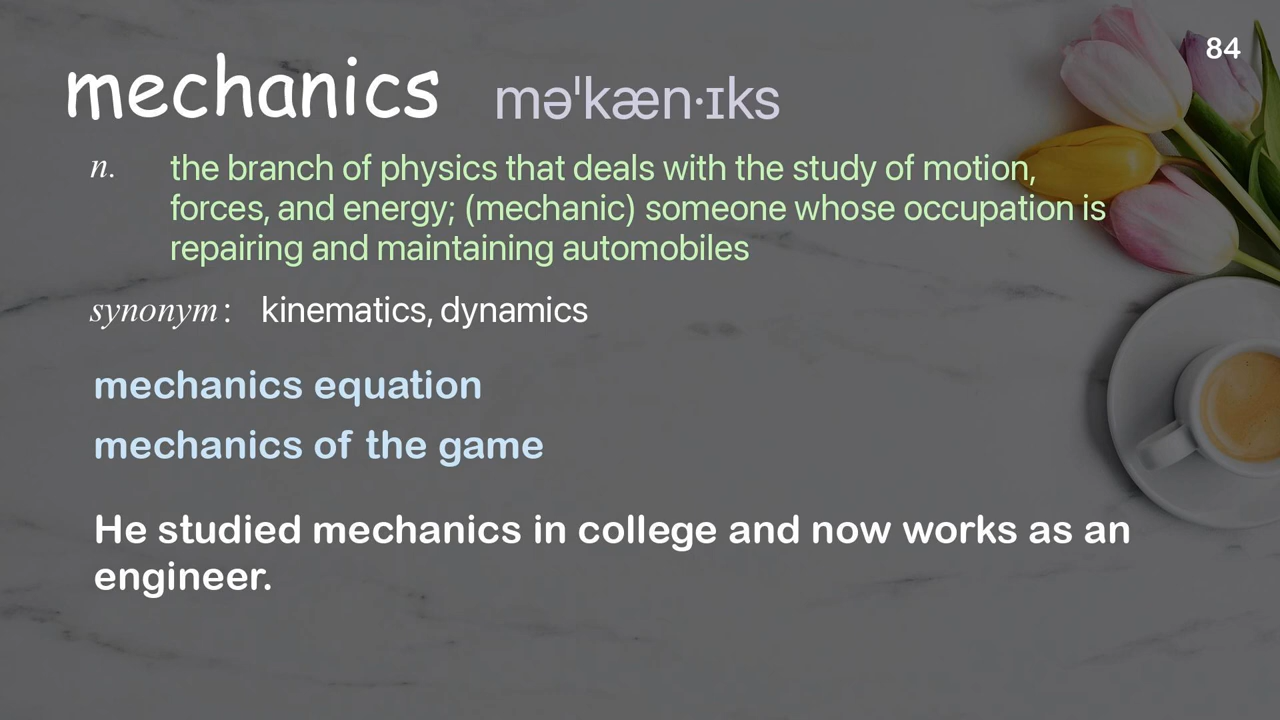 84
mechanics məˈkæn·ɪks
n. the branch of physics that deals with the study of motion,
forces, and energy; (mechanic) someone whose occupation is
repairing and maintaining automobiles
synonym: kinematics, dynamics
mechanics equation
mechanics of the game
He studied mechanics in college and now works as an
engineer.